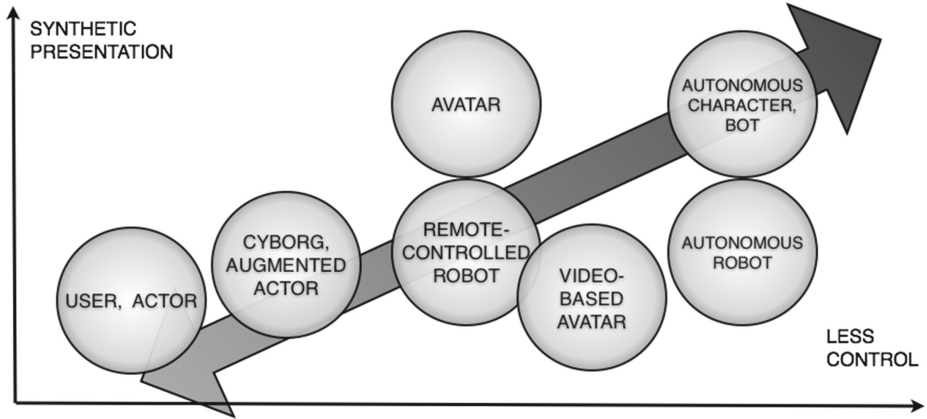 SYNTHETIC
PRESENTATION
AVATAR
AUTONOMOUS
CHARACTER,
BOT
USER, ACTOR
CYBORG,
AUGMENTED
ACTOR
REMOTE-
CONTROLLED
ROBOT
VIDEO-
BASED
AVATAR
AUTONOMOUS
ROBOT
LESS
CONTROL